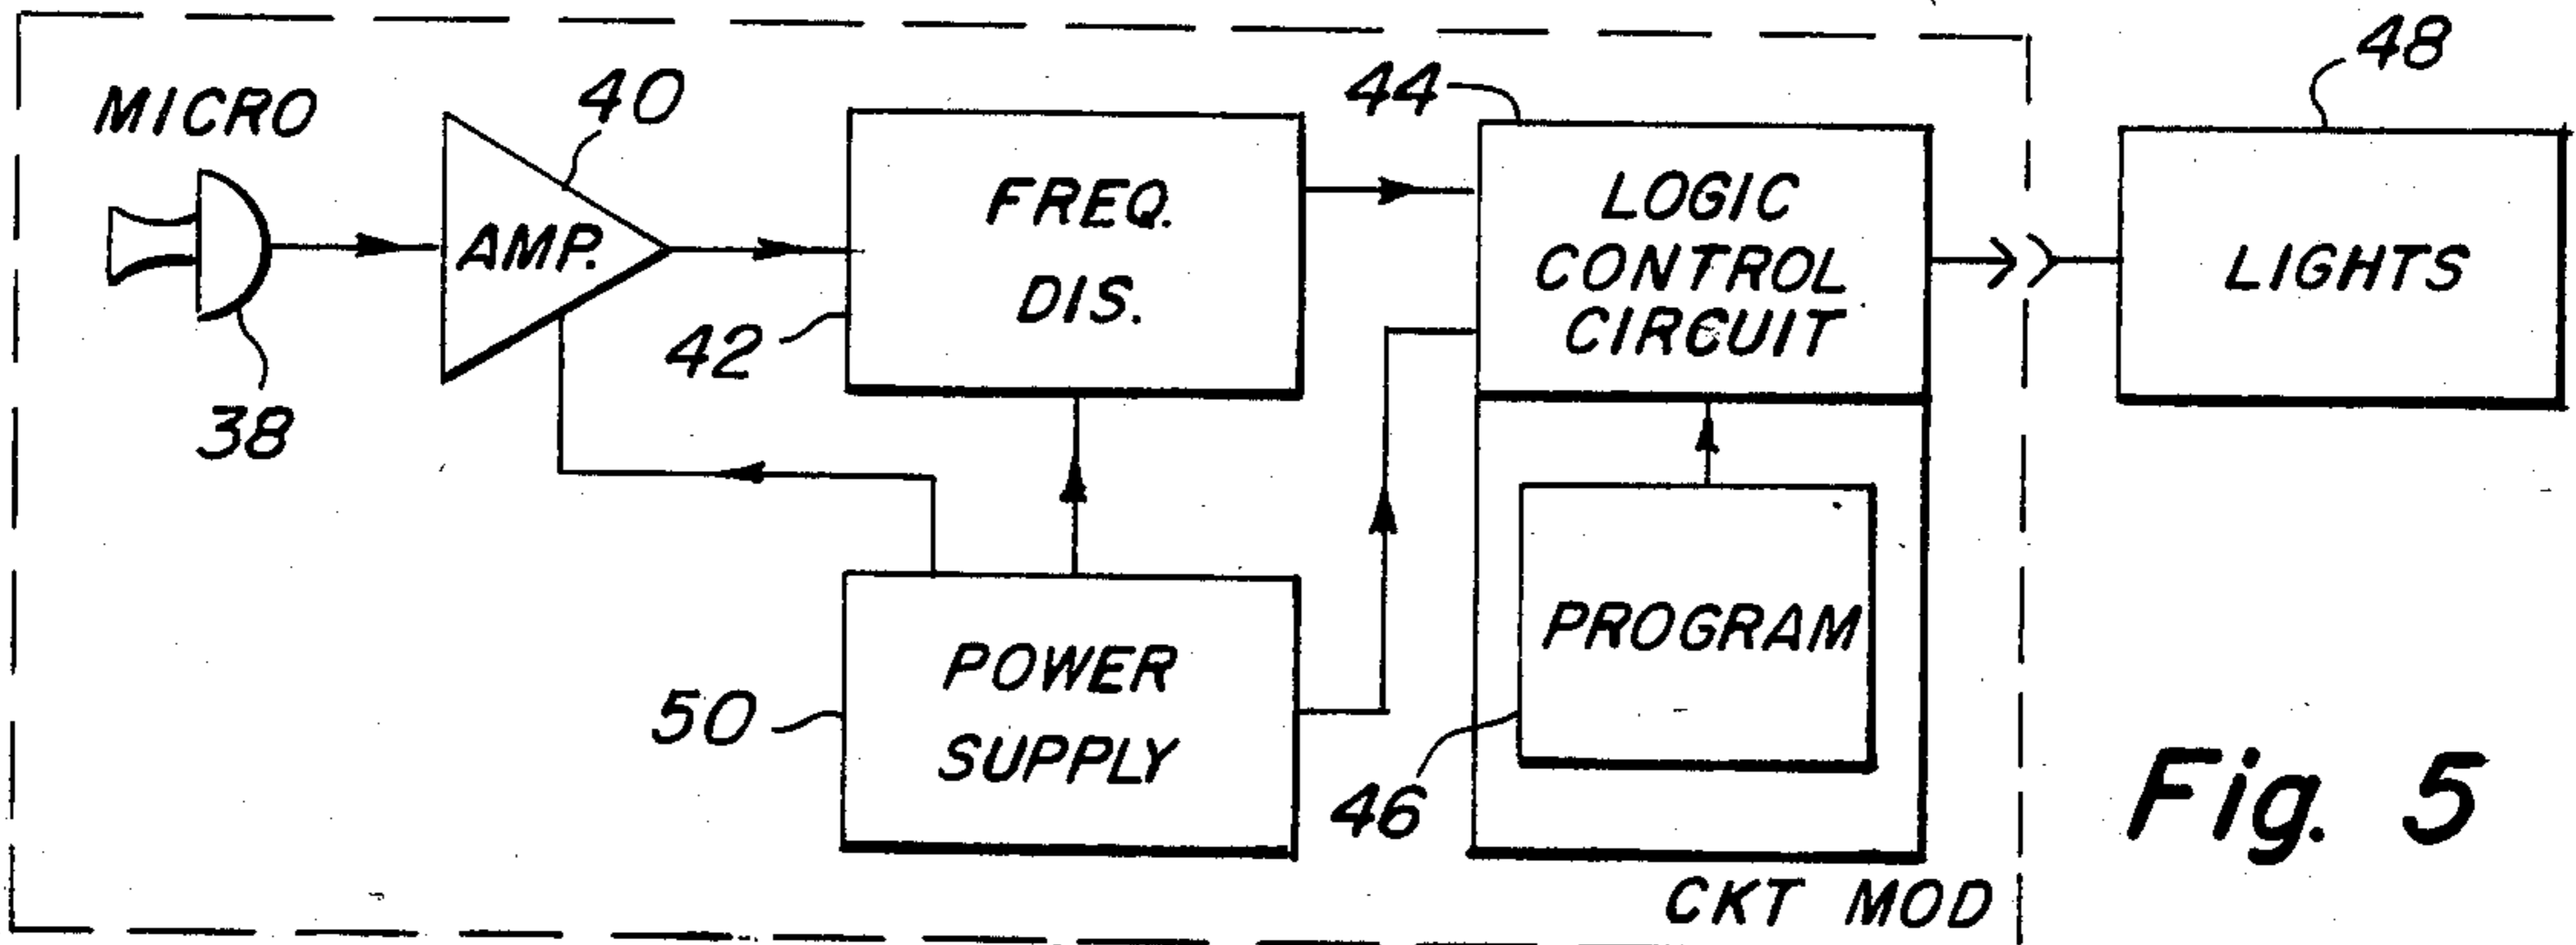 MICRO
38
40
AMP.
42
FREQ.
DIS.
44
LOGIC
CONTROL
CIRCUIT
48
LIGHTS
50
POWER
SUPPLY
46
PROGRAM
CKT MOD
Fig. 5